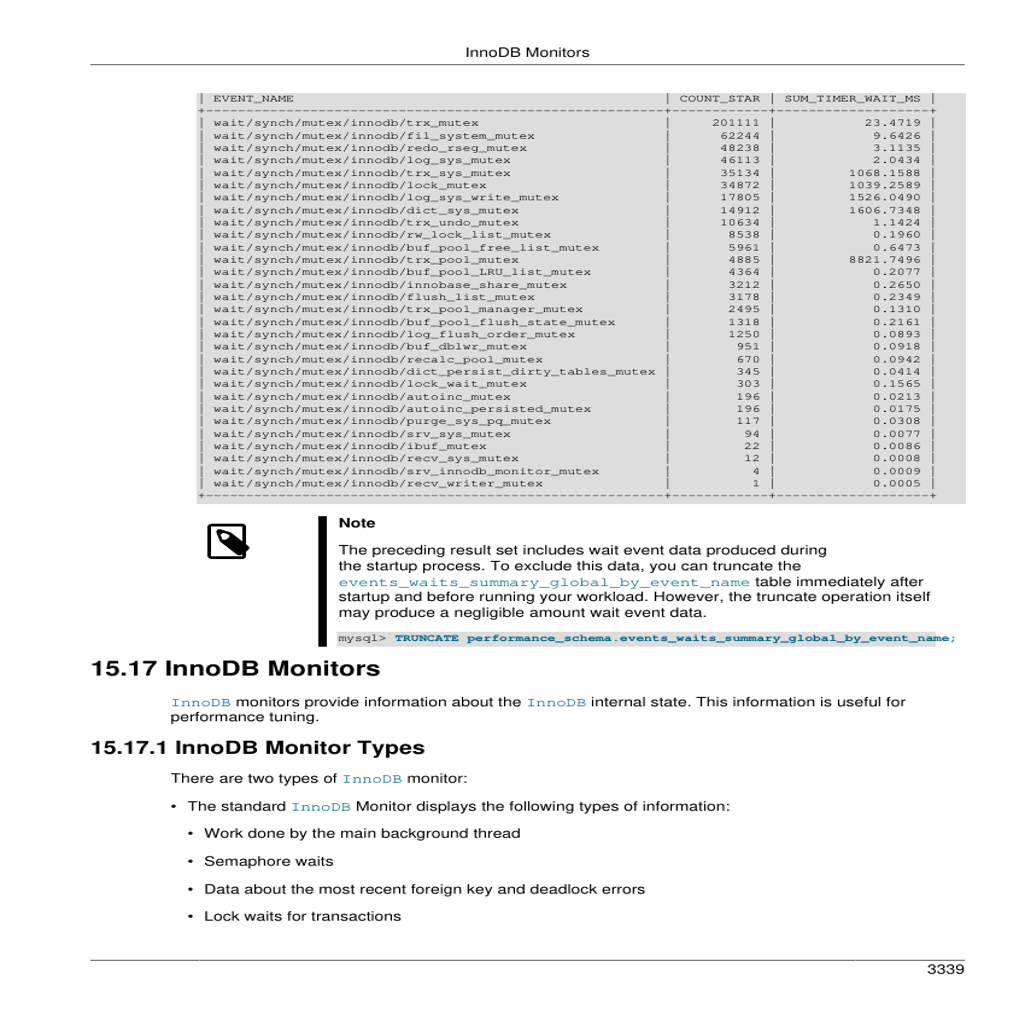 InnoDB Monitors
| EVENT_NAME | COUNT_STAR | SUM_TIMER_WAIT_MS |
+---------------------------------------------------------+------------+-------------------+
| wait/synch/mutex/innodb/trx_mutex | 201111 | 23.4719 |
| wait/synch/mutex/innodb/fil_system_mutex | 62244 | 9.6426 |
| wait/synch/mutex/innodb/redo_rseg_mutex | 48238 | 3.1135 |
| wait/synch/mutex/innodb/log_sys_mutex | 46113 | 2.0434 |
| wait/synch/mutex/innodb/trx_sys_mutex | 35134 | 1068.1588 |
| wait/synch/mutex/innodb/lock_mutex | 34872 | 1039.2589 |
| wait/synch/mutex/innodb/log_sys_write_mutex | 17805 | 1526.0490 |
| wait/synch/mutex/innodb/dict_sys_mutex | 14912 | 1606.7348 |
| wait/synch/mutex/innodb/trx_undo_mutex | 10634 | 1.1424 |
| wait/synch/mutex/innodb/rw_lock_list_mutex | 8538 | 0.1960 |
| wait/synch/mutex/innodb/buf_pool_free_list_mutex | 5961 | 0.6473 |
| wait/synch/mutex/innodb/trx_pool_mutex | 4885 | 8821.7496 |
| wait/synch/mutex/innodb/buf_pool_LRU_list_mutex | 4364 | 0.2077 |
| wait/synch/mutex/innodb/innobase_share_mutex | 3212 | 0.2650 |
| wait/synch/mutex/innodb/flush_list_mutex | 3178 | 0.2349 |
| wait/synch/mutex/innodb/trx_pool_manager_mutex | 2495 | 0.1310 |
| wait/synch/mutex/innodb/buf_pool_flush_state_mutex | 1318 | 0.2161 |
| wait/synch/mutex/innodb/log_flush_order_mutex | 1250 | 0.0893 |
| wait/synch/mutex/innodb/buf_dblwr_mutex | 951 | 0.0918 |
| wait/synch/mutex/innodb/recalc_pool_mutex | 670 | 0.0942 |
| wait/synch/mutex/innodb/dict_persist_dirty_tables_mutex | 345 | 0.0414 |
| wait/synch/mutex/innodb/lock_wait_mutex | 303 | 0.1565 |
| wait/synch/mutex/innodb/autoinc_mutex | 196 | 0.0213 |
| wait/synch/mutex/innodb/autoinc_persisted_mutex | 196 | 0.0175 |
| wait/synch/mutex/innodb/purge_sys_pq_mutex | 117 | 0.0308 |
| wait/synch/mutex/innodb/srv_sys_mutex | 94 | 0.0077 |
| wait/synch/mutex/innodb/ibuf_mutex | 22 | 0.0086 |
| wait/synch/mutex/innodb/recv_sys_mutex | 12 | 0.0008 |
| wait/synch/mutex/innodb/srv_innodb_monitor_mutex | 4 | 0.0009 |
| wait/synch/mutex/innodb/recv_writer_mutex | 1 | 0.0005 |
+---------------------------------------------------------+------------+-------------------+
Note
The preceding result set includes wait event data produced during
the startup process. To exclude this data, you can truncate the
events_waits_summary_global_by_event_name table immediately after
startup and before running your workload. However, the truncate operation itself
may produce a negligible amount wait event data.
mysql> TRUNCATE performance_schema.events_waits_summary_global_by_event_name;
15.17 InnoDB Monitors
InnoDB monitors provide information about the InnoDB internal state. This information is useful for
performance tuning.
15.17.1 InnoDB Monitor Types
There are two types of InnoDB monitor:
• The standard InnoDB Monitor displays the following types of information:
• Work done by the main background thread
• Semaphore waits
• Data about the most recent foreign key and deadlock errors
• Lock waits for transactions
3339